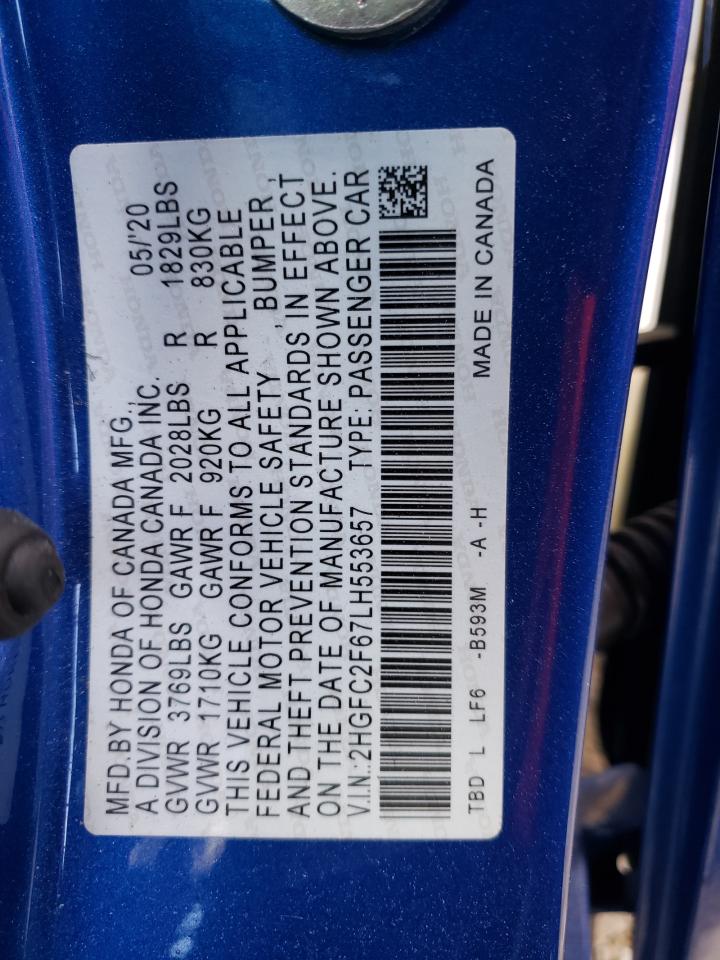 MFD.BY HONDA OF CANADA MFG.,
A DIVISION OF HONDA CANADA INC. 05/'20
GVWR 3769LBS GAWR F 2028LBS R 1829LBS
GVWR 1710KG GAWR F 920KG R 830KG
THIS VEHICLE CONFORMS TO ALL APPLICABLE
FEDERAL MOTOR VEHICLE SAFETY , BUMPER ,
AND THEFT PREVENTION STANDARDS IN EFFECT
ON THE DATE OF MANUFACTURE SHOWN ABOVE.
V.I.N.:2HGFC2F67LH553657 TYPE: PASSENGER CAR
TBD L LF6 -B593M -A -H MADE IN CANADA